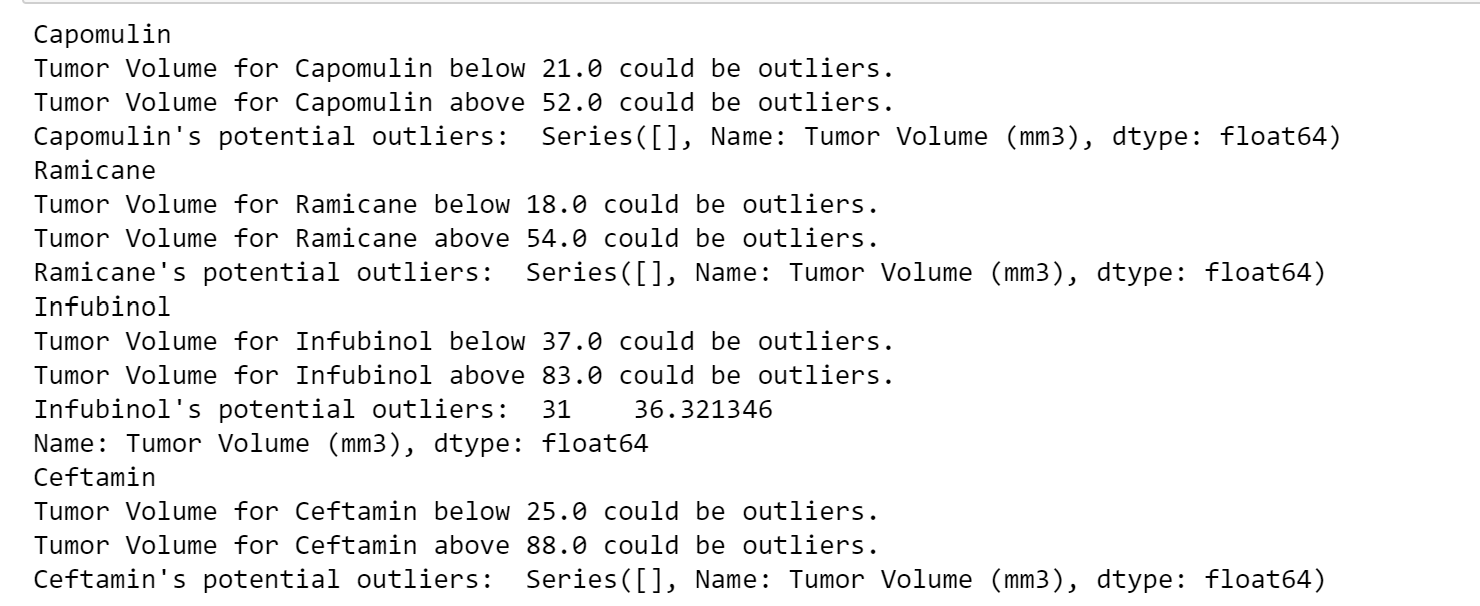 Capomulin
Tumor Volume for Capomulin below 21.0 could be outliers.
Tumor Volume for Capomulin above 52.0 could be outliers.
Capomulin's potential outliers:  Series([], Name: Tumor Volume (mm3), dtype: float64)
Ramicane
Tumor Volume for Ramicane below 18.0 could be outliers.
Tumor Volume for Ramicane above 54.0 could be outliers.
Ramicane's potential outliers:  Series([], Name: Tumor Volume (mm3), dtype: float64)
Infubinol
Tumor Volume for Infubinol below 37.0 could be outliers.
Tumor Volume for Infubinol above 83.0 could be outliers.
Infubinol's potential outliers:  31    36.321346
Name: Tumor Volume (mm3), dtype: float64
Ceftamin
Tumor Volume for Ceftamin below 25.0 could be outliers.
Tumor Volume for Ceftamin above 88.0 could be outliers.
Ceftamin's potential outliers:  Series([], Name: Tumor Volume (mm3), dtype: float64)